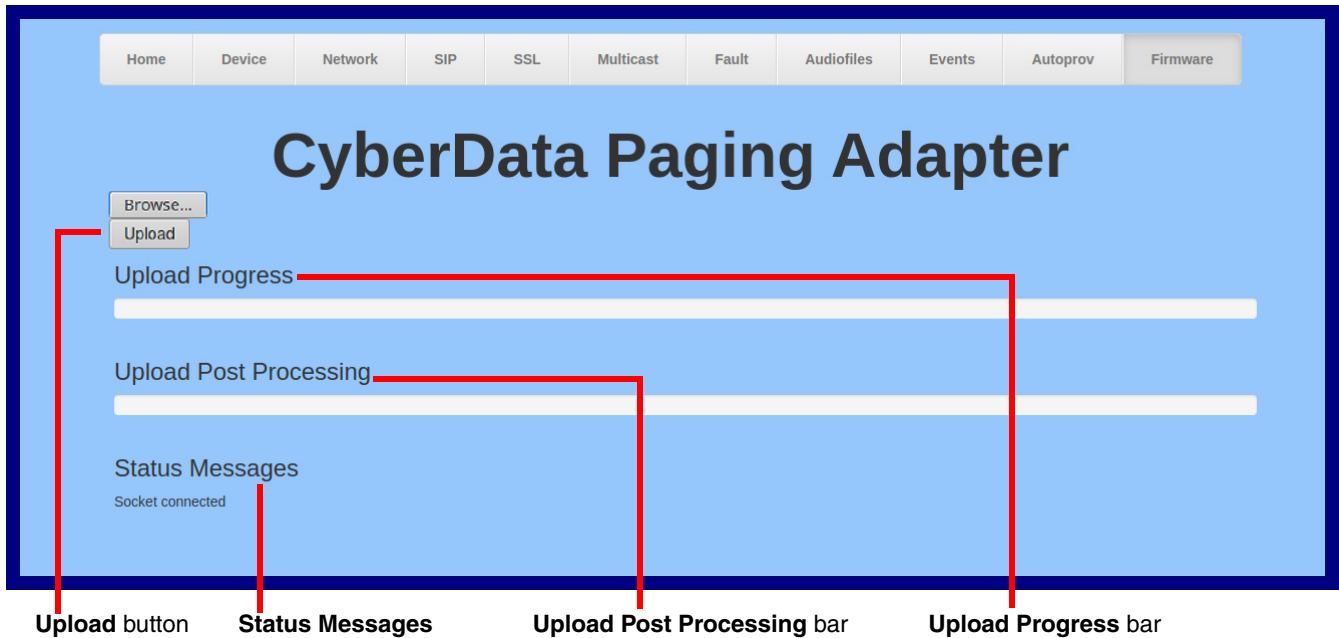 Home Device Network SIP SSL Multicast Fault Audiofiles Events Autoprov Firmware
CyberData Paging Adapter
Browse...
Upload
Upload Progress
Upload Post Processing
Status Messages
Socket connected
Upload button Status Messages Upload Post Processing bar Upload Progress bar